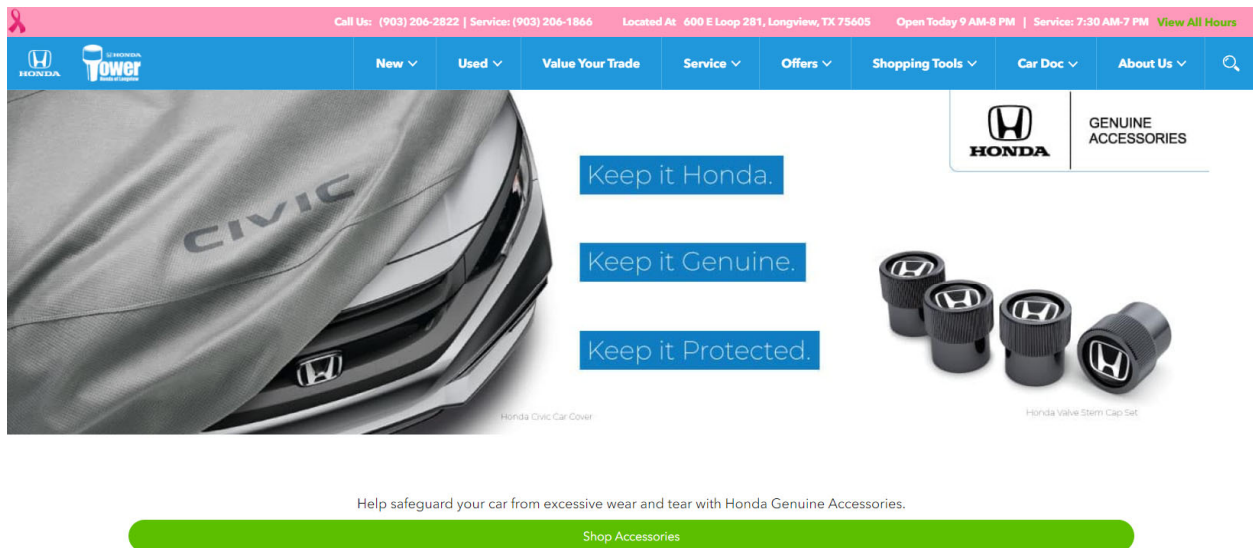 Call Us: (903) 206-2822 | Service: (903) 206-1866 Located At 600 E Loop 281, Longview, TX 75605 Open Today 9 AM-8 PM | Service: 7:30 AM-7 PM View All Hours
HONDA
HONDA
Tower
Honda of Longview
New Used Value Your Trade Service Offers Shopping Tools Car Doc About Us
CIVIC
Keep it Honda.
Keep it Genuine.
Keep it Protected.
HONDA
GENUINE
ACCESSORIES
Honda Civic Car Cover
Honda Valve Stem Cap Set
Help safeguard your car from excessive wear and tear with Honda Genuine Accessories.
Shop Accessories